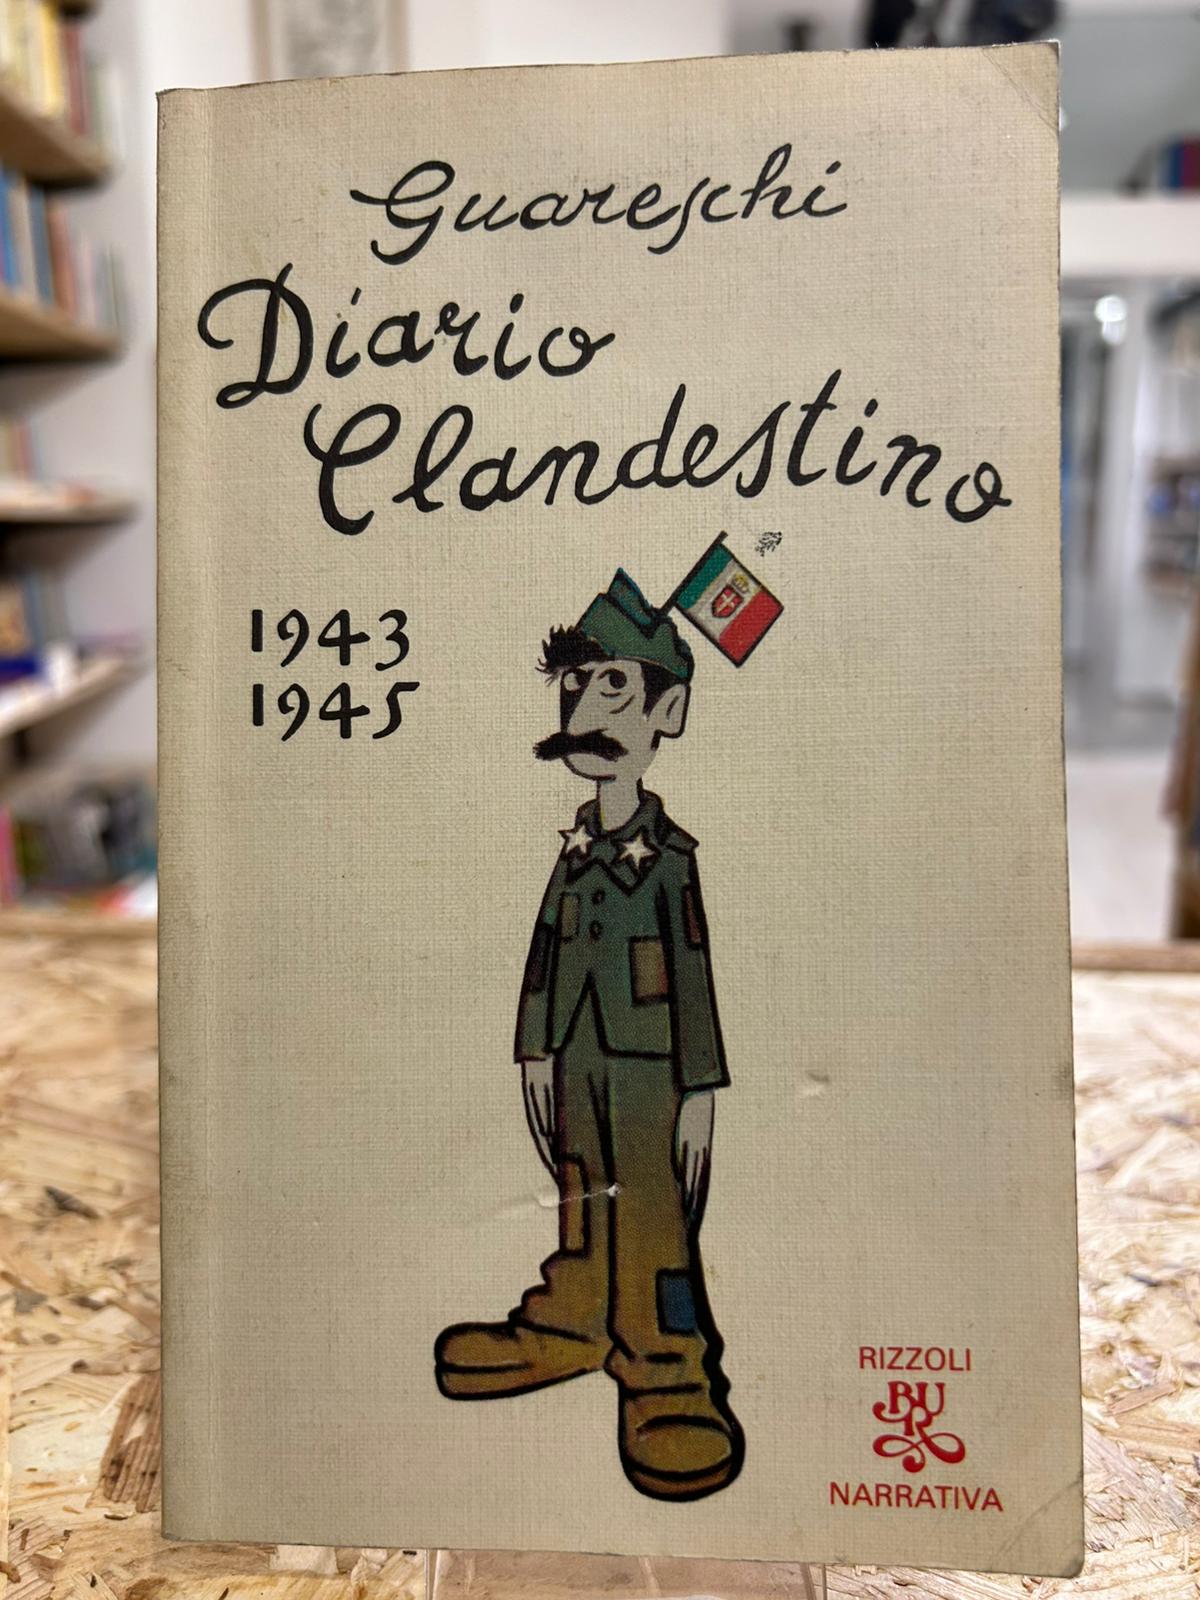 Guareschi
Diario
Clandestino
1943
1945
RIZZOLI
BUR
NARRATIVA